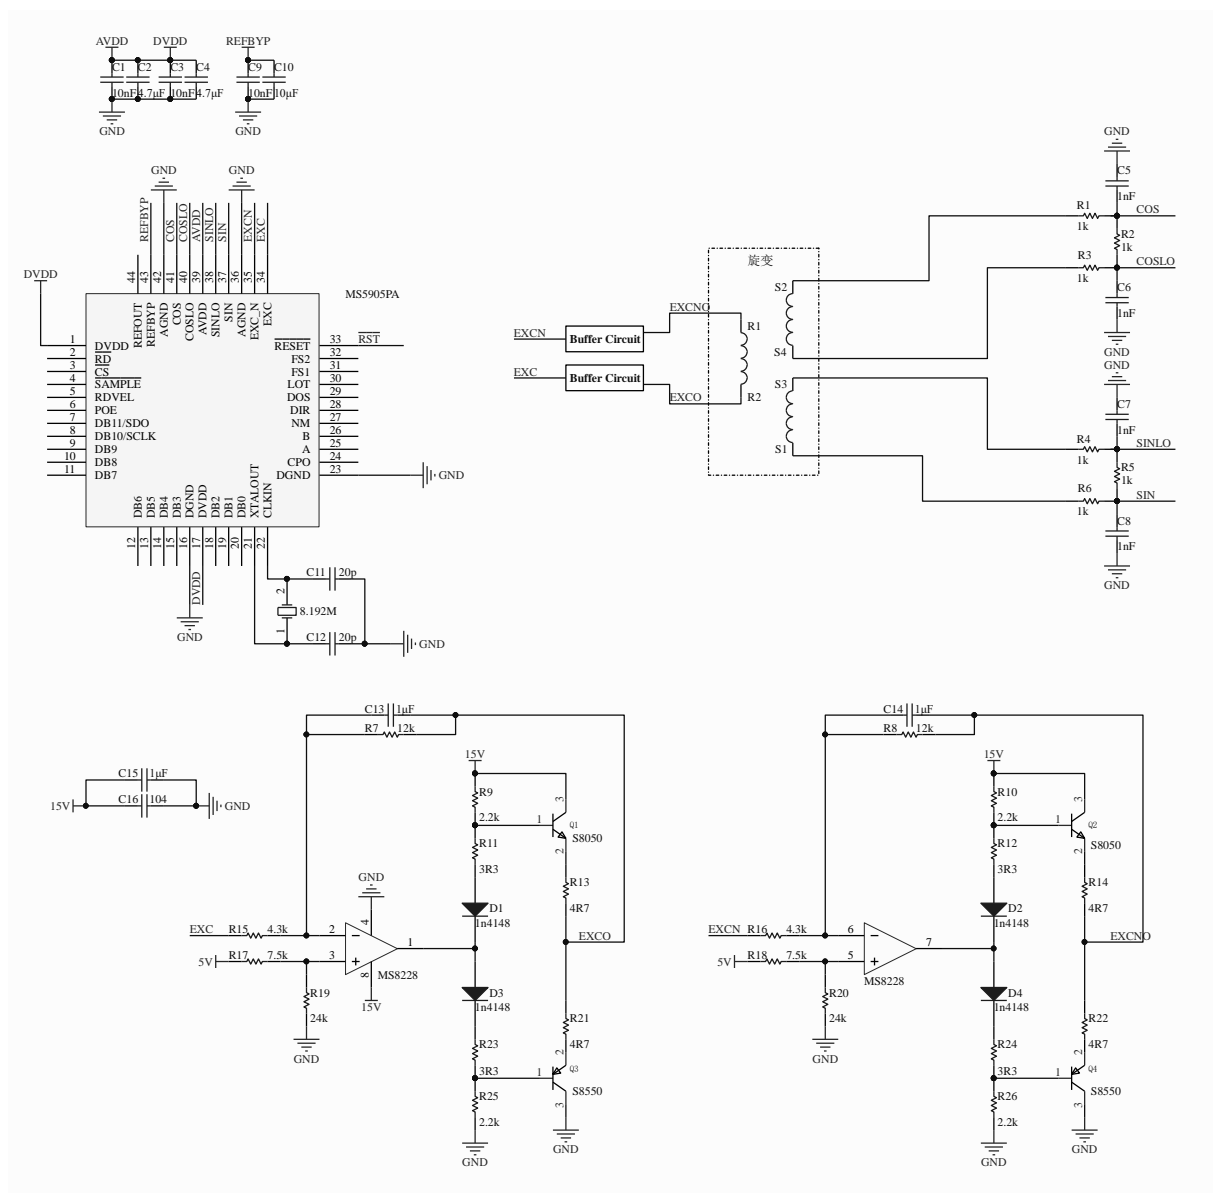 AVDD DVDD REFBYP
C1 C2 C3 C4 C9 C10
10nF 4.7μF 10nF 4.7μF 10nF 10μF
GND GND
GND GND
REFBYP COS COSLO AVDD SINLO SIN EXCN EXC
44 43 42 41 40 39 38 37 36 35 34
REFOUT REFBYP AGND COS COSLO AVDD SINLO SIN AGND EXC_N EXC
MS5905PA
DVDD
1 DVDD
2 RD
3 CS
4 SAMPLE
5 RDVEL
6 POE
7 DB11/SDO
8 DB10/SCLK
9 DB9
10 DB8
11 DB7
RESET 33 RST
FS2 32
FS1 31
LOT 30
DOS 29
DIR 28
NM 27
B 26
A 25
CPO 24
DGND 23 GND
DB6 DB5 DB4 DB3 DGND DVDD DB2 DB1 DB0 XTALOUT CLKIN
12 13 14 15 16 17 18 19 20 21 22
DVDD
GND
C11 20p
2
8.192M
1
C12 20p
GND
旋变
EXCN
Buffer Circuit
EXCNO
EXC
Buffer Circuit
EXCO
R1
R2
S2
S4
S3
S1
GND
C5
1nF
R1
1k
COS
R2
1k
R3
1k
COSLO
C6
1nF
GND
GND
C7
1nF
R4
1k
SINLO
R5
1k
R6
1k
SIN
C8
1nF
GND
C15 1μF
15V C16 104 GND
C13 1μF
R7 12k
15V
R9
2.2k
R11
3R3
3
1 Q1
S8050
2
R13
4R7
GND
4
D1
1n4148
EXC R15 4.3k 2
1
EXCO
5V R17 7.5k 3
MS8228
8
15V
R19
24k
GND
D3
1n4148
R21
4R7
R23
3R3
2
1 Q3
S8550
3
R25
2.2k
GND GND
C14 1μF
R8 12k
15V
R10
2.2k
R12
3R3
3
1 Q2
S8050
2
R14
4R7
D2
1n4148
EXCN R16 4.3k 6
7
EXCNO
5V R18 7.5k 5
MS8228
R20
24k
GND
D4
1n4148
R22
4R7
R24
3R3
2
1 Q4
S8550
3
R26
2.2k
GND GND